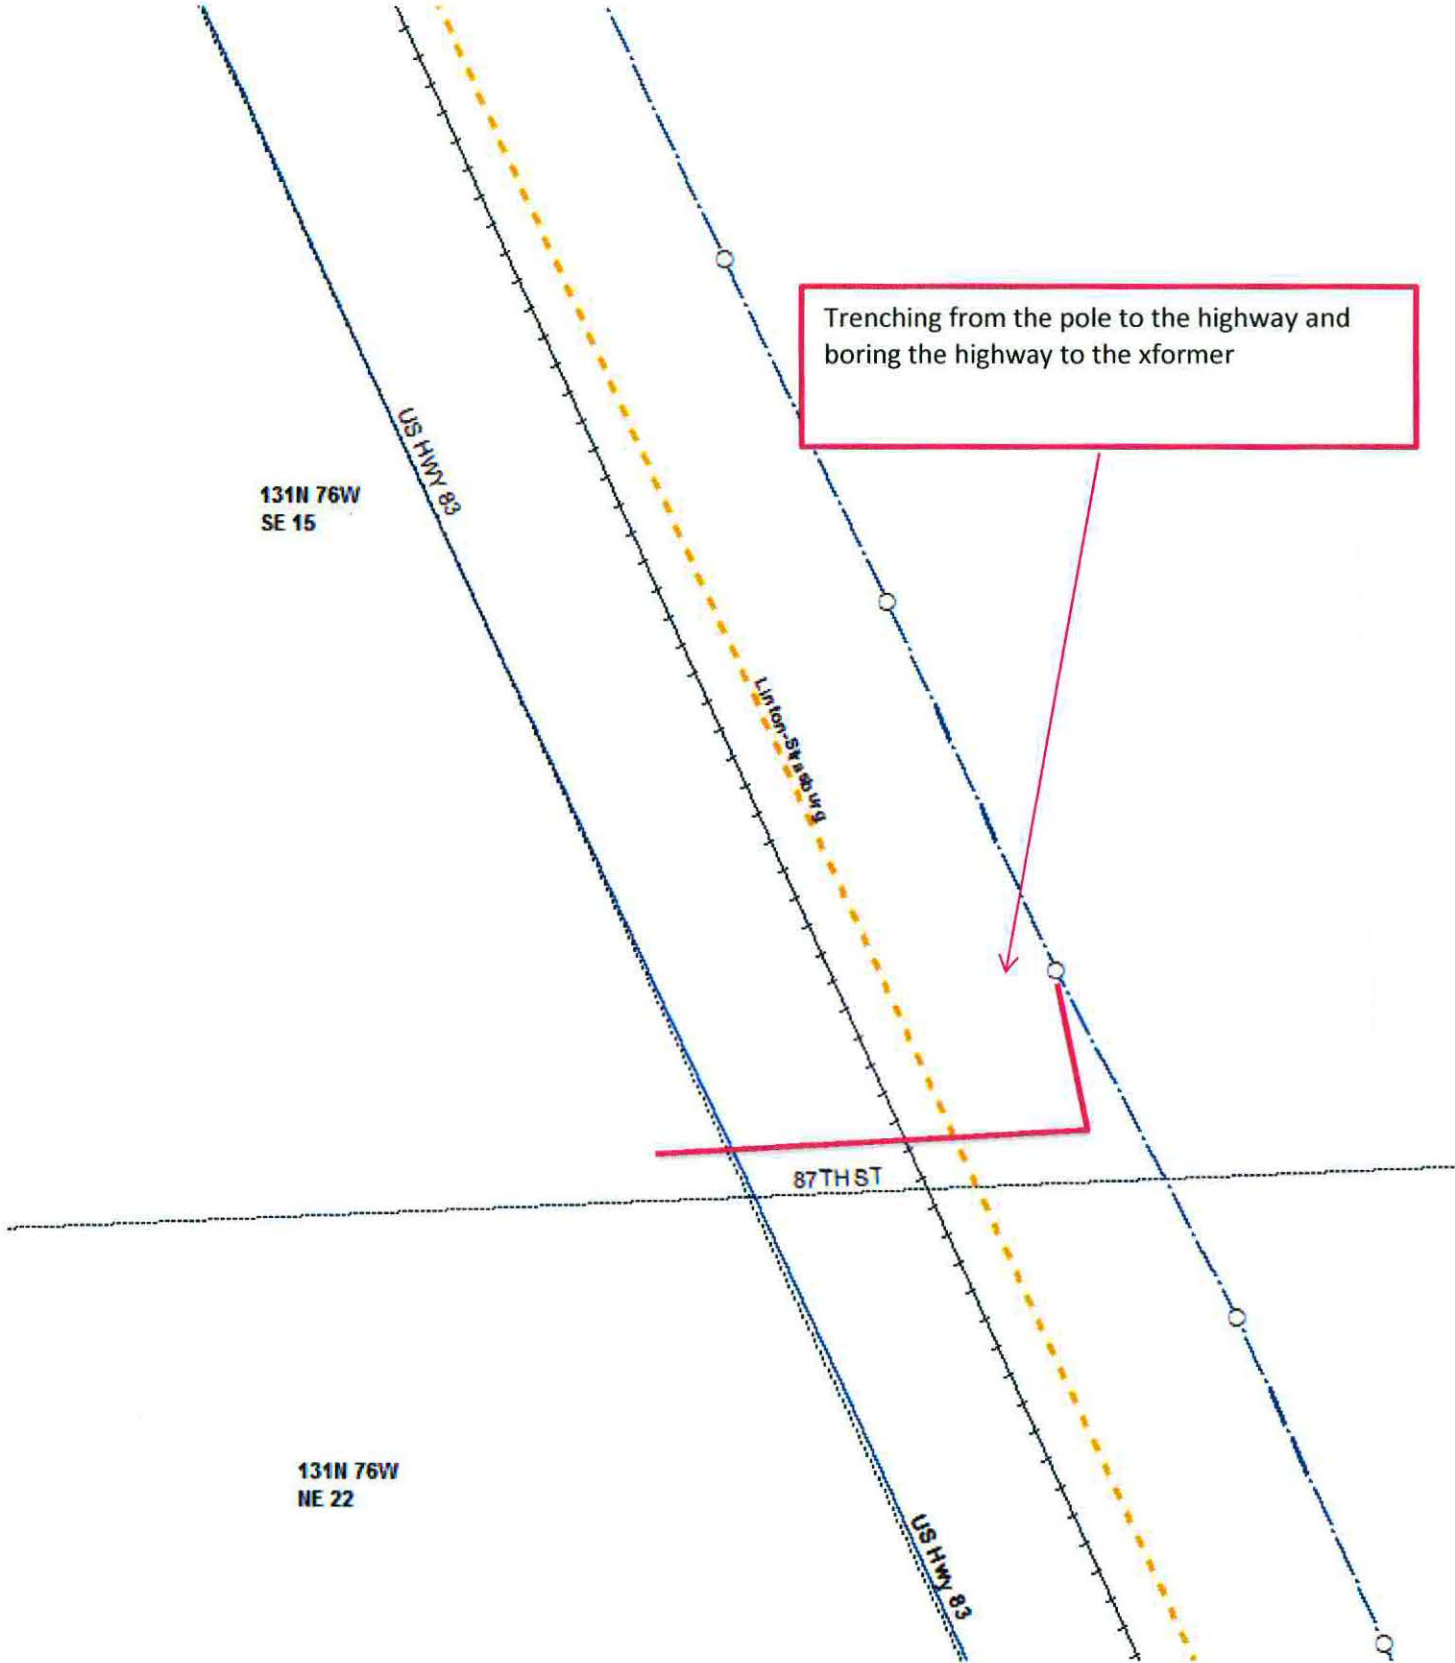 Trenching from the pole to the highway and
boring the highway to the xformer
US HWY 83
131N 76W
SE 15
Linton-Strasburg
87TH ST
131N 76W
NE 22
US Hwy 83